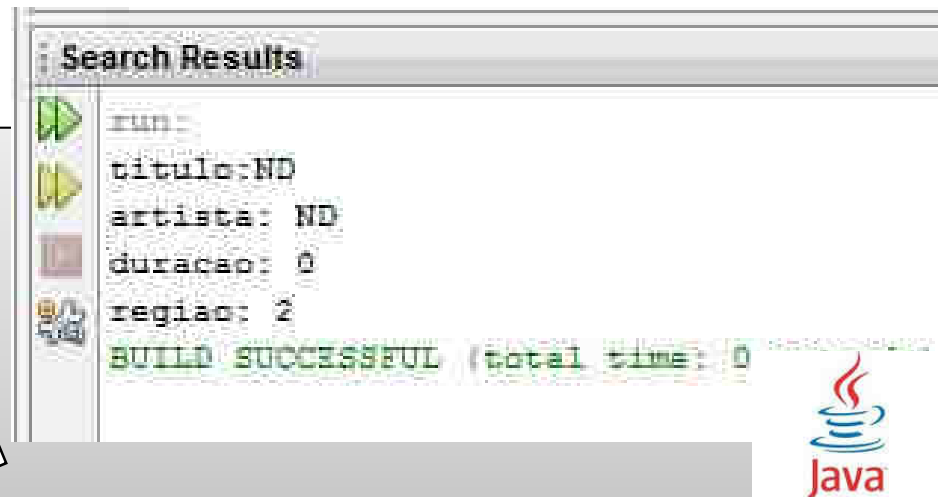 Search Results
run:
titulo:ND
artista: ND
duracao: 0
regiao: 2
BUILD SUCCESSFUL (total time: 0
Java